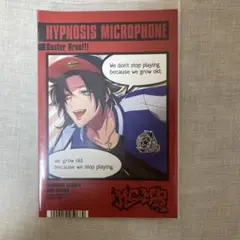 HYPNOSIS MICROPHONE
Buster Bros!!!
We don't stop playing
because we grow old;
we grow old
because we stop playing.